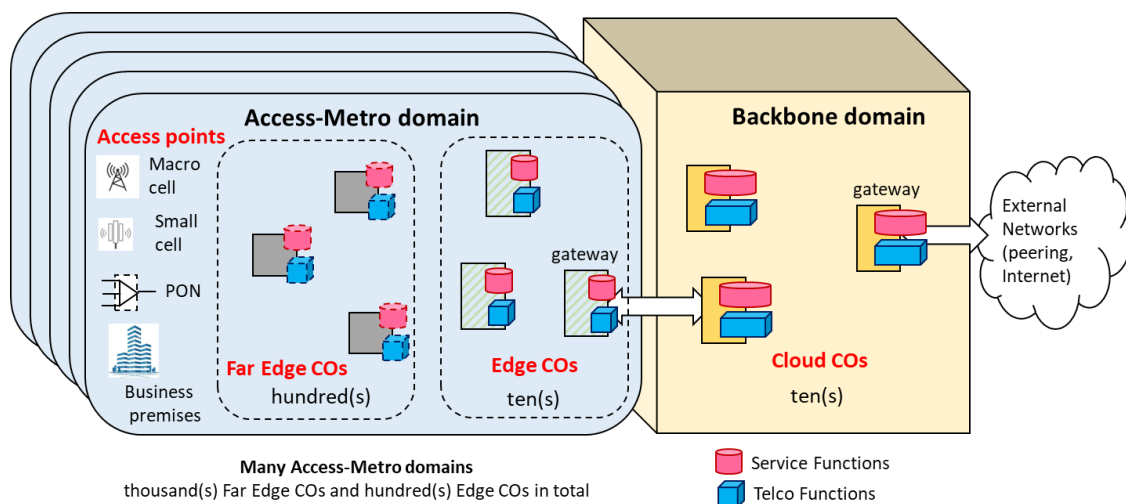 Access-Metro domain
Access points
Macro
cell
Small
cell
PON
Business
premises
Far Edge COs
hundred(s)
gateway
Edge COs
ten(s)
Backbone domain
gateway
Cloud COs
ten(s)
External
Networks
(peering,
Internet)
Many Access-Metro domains
thousand(s) Far Edge COs and hundred(s) Edge COs in total
Service Functions
Telco Functions